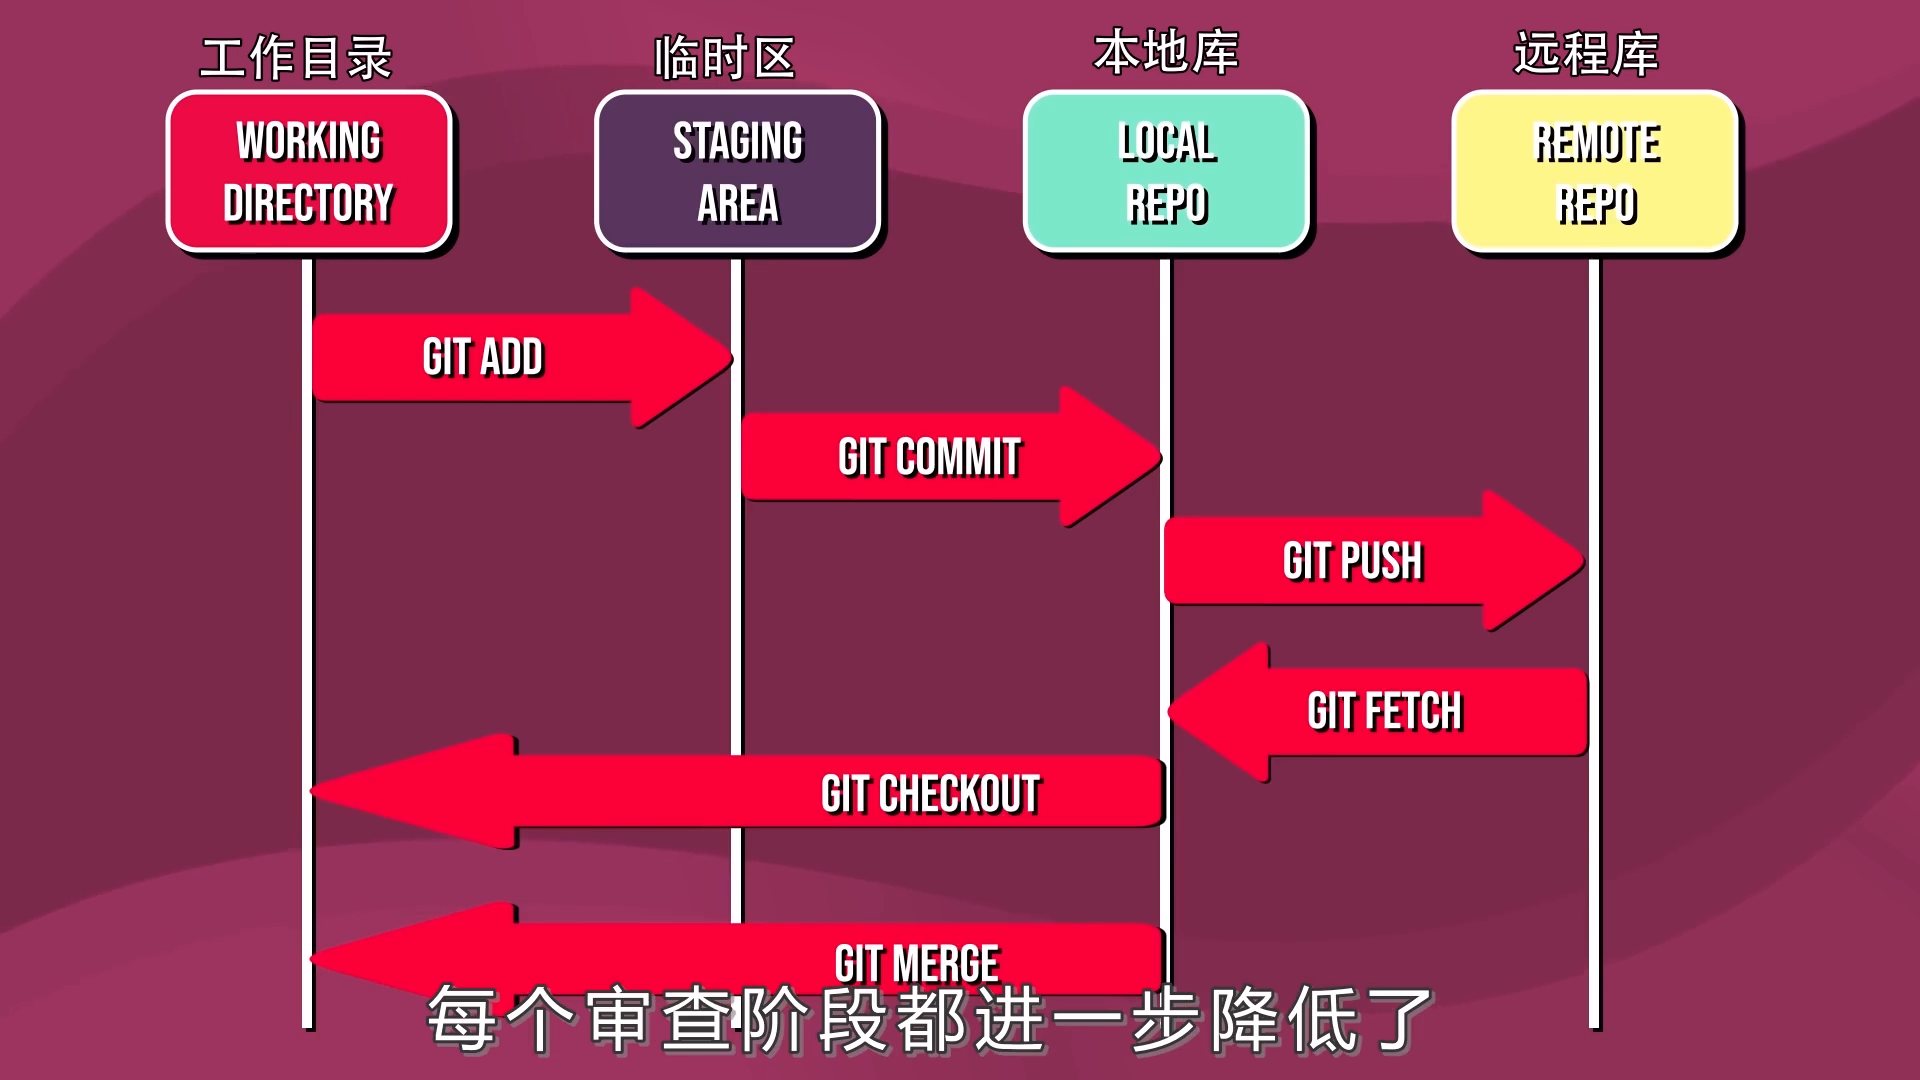 工作目录
临时区
本地库
远程库
WORKING
DIRECTORY
STAGING
AREA
LOCAL
REPO
REMOTE
REPO
GIT ADD
GIT COMMIT
GIT PUSH
GIT FETCH
GIT CHECKOUT
GIT MERGE
每个审查阶段都进一步降低了